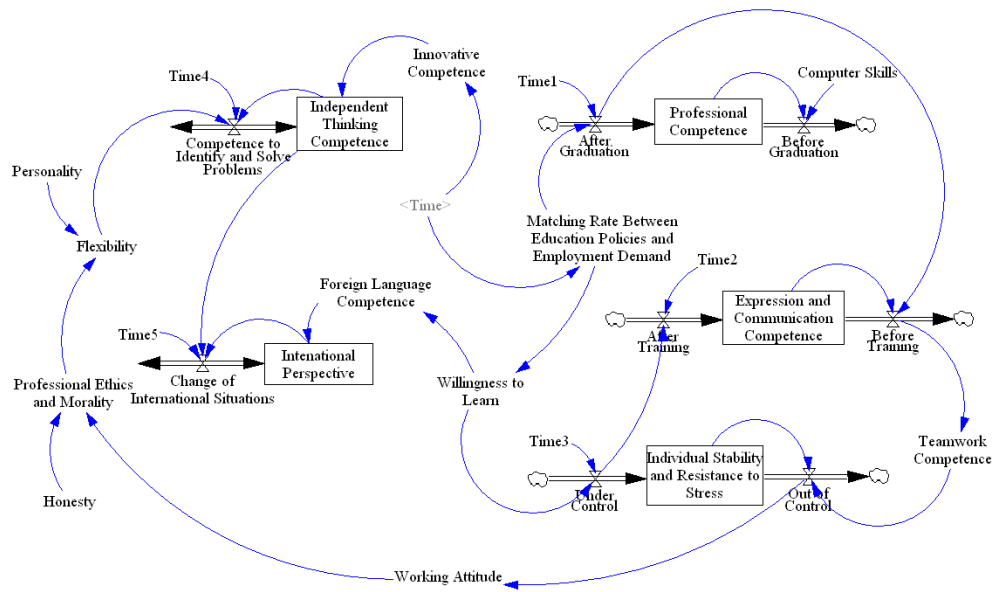 Innovative
Competence
Time4
Independent
Thinking
Competence
Competence to
Identify and Solve
Problems
Personality
Flexibility
<Time>
Time1
Computer Skills
Professional
Competence
After
Graduation
Before
Graduation
Matching Rate Between
Education Policies and
Employment Demand
Time2
Expression and
Communication
Competence
After
Training
Before
Training
Foreign Language
Competence
Time5
Intenational
Perspective
Change of
International Situations
Professional Ethics
and Morality
Willingness to
Learn
Time3
Individual Stability
and Resistance to
Stress
Under
Control
Out of
Control
Teamwork
Competence
Honesty
Working Attitude